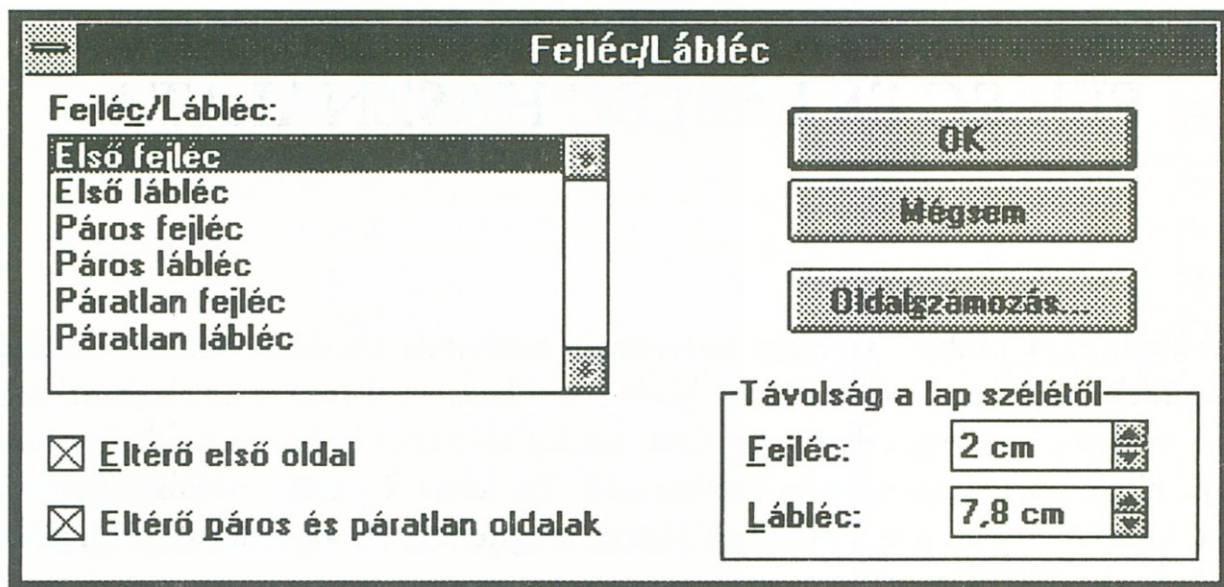 Fejléc/Lábléc
Fejléc/Lábléc:
Első fejléc
Első lábléc
Páros fejléc
Páros lábléc
Páratlan fejléc
Páratlan lábléc
Eltérő első oldal
Eltérő páros és páratlan oldalak
OK
Mégsem
Oldalszámozás...
Távolság a lap szélétől
Fejléc: 2 cm
Lábléc: 7,8 cm